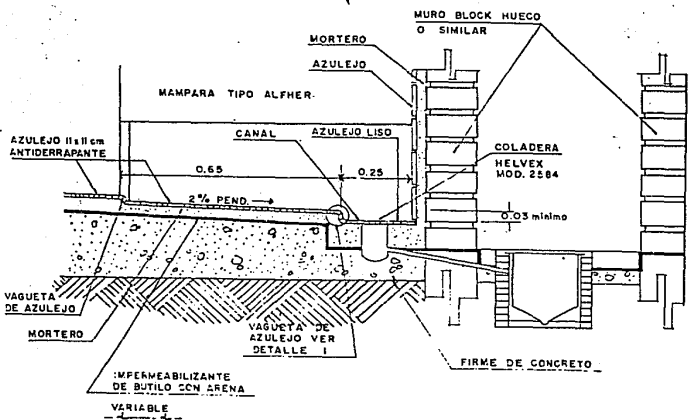 MURO BLOCK HUECO
O SIMILAR
MORTERO
AZULEJO
MAMPARA TIPO ALFHER.
AZULEJO 11x11cm
ANTIDERRAPANTE
CANAL
AZULEJO LISO
COLADERA
HELVEX
MOD. 2584
0.65
0.25
2% PEND.
0.03 minimo
VAGUETA
DE AZULEJO
MORTERO
VAGUETA DE
AZULEJO VER
DETALLE 1
FIRME DE CONCRETO
IMPERMEABILIZANTE
DE BUTILO CON ARENA
VARIABLE